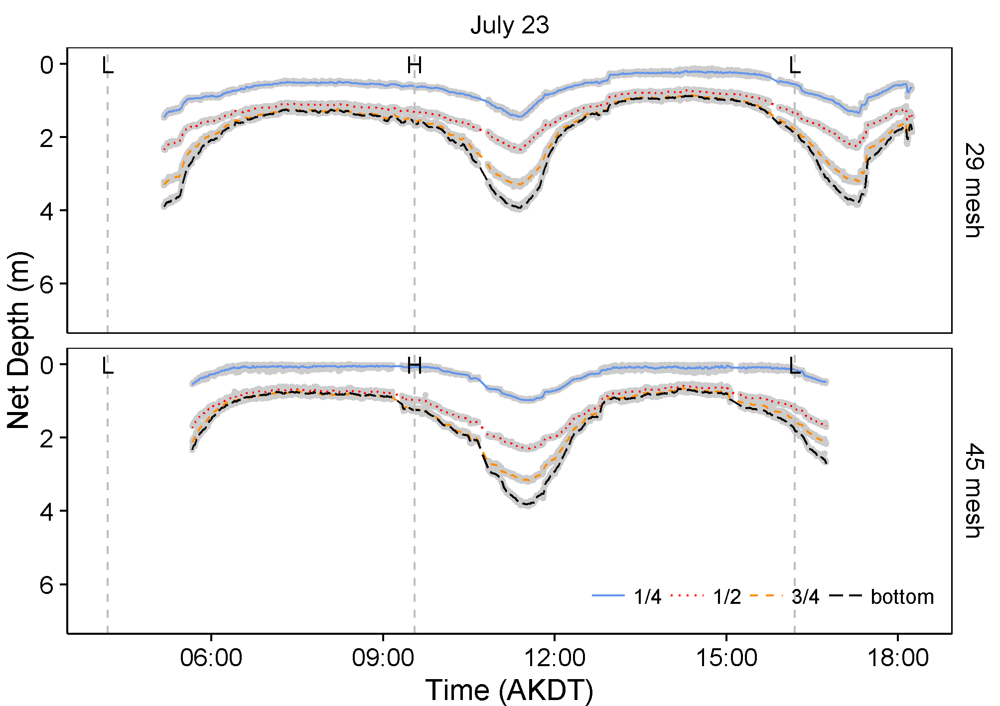 July 23
L H L
0
2
4
6
29 mesh
Net Depth (m)
L H L
0
2
4
6
45 mesh
1/4 1/2 3/4 bottom
06:00 09:00 12:00 15:00 18:00
Time (AKDT)